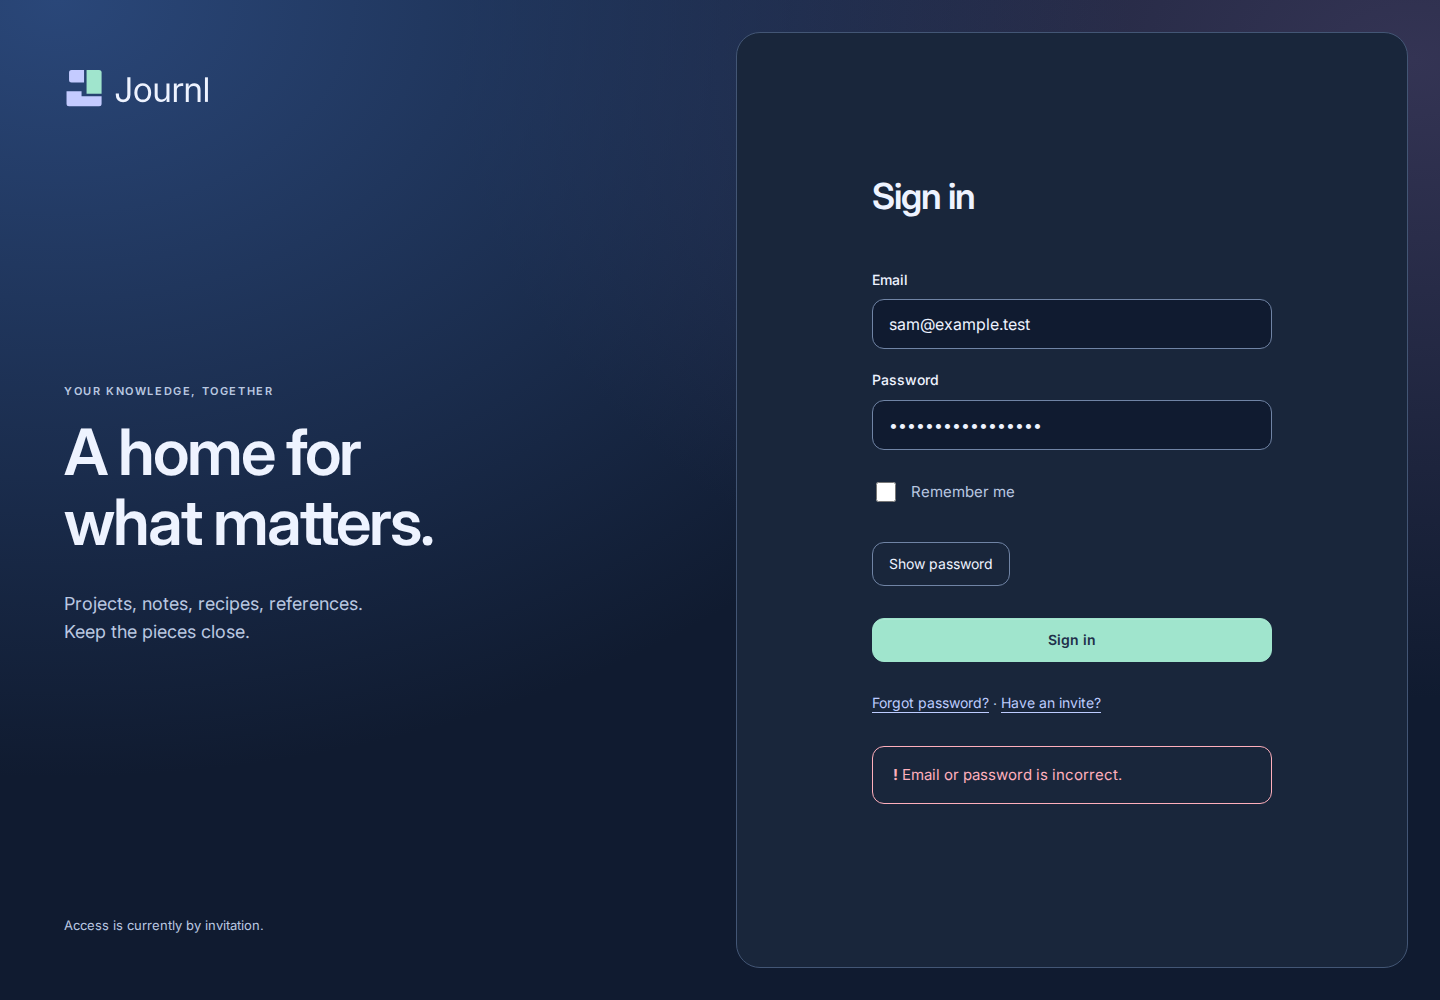 Journl
YOUR KNOWLEDGE, TOGETHER
A home for
what matters.
Projects, notes, recipes, references.
Keep the pieces close.
Access is currently by invitation.
Sign in
Email
sam@example.test
Password
•••••••••••••••••
Remember me
Show password
Sign in
Forgot password? · Have an invite?
! Email or password is incorrect.